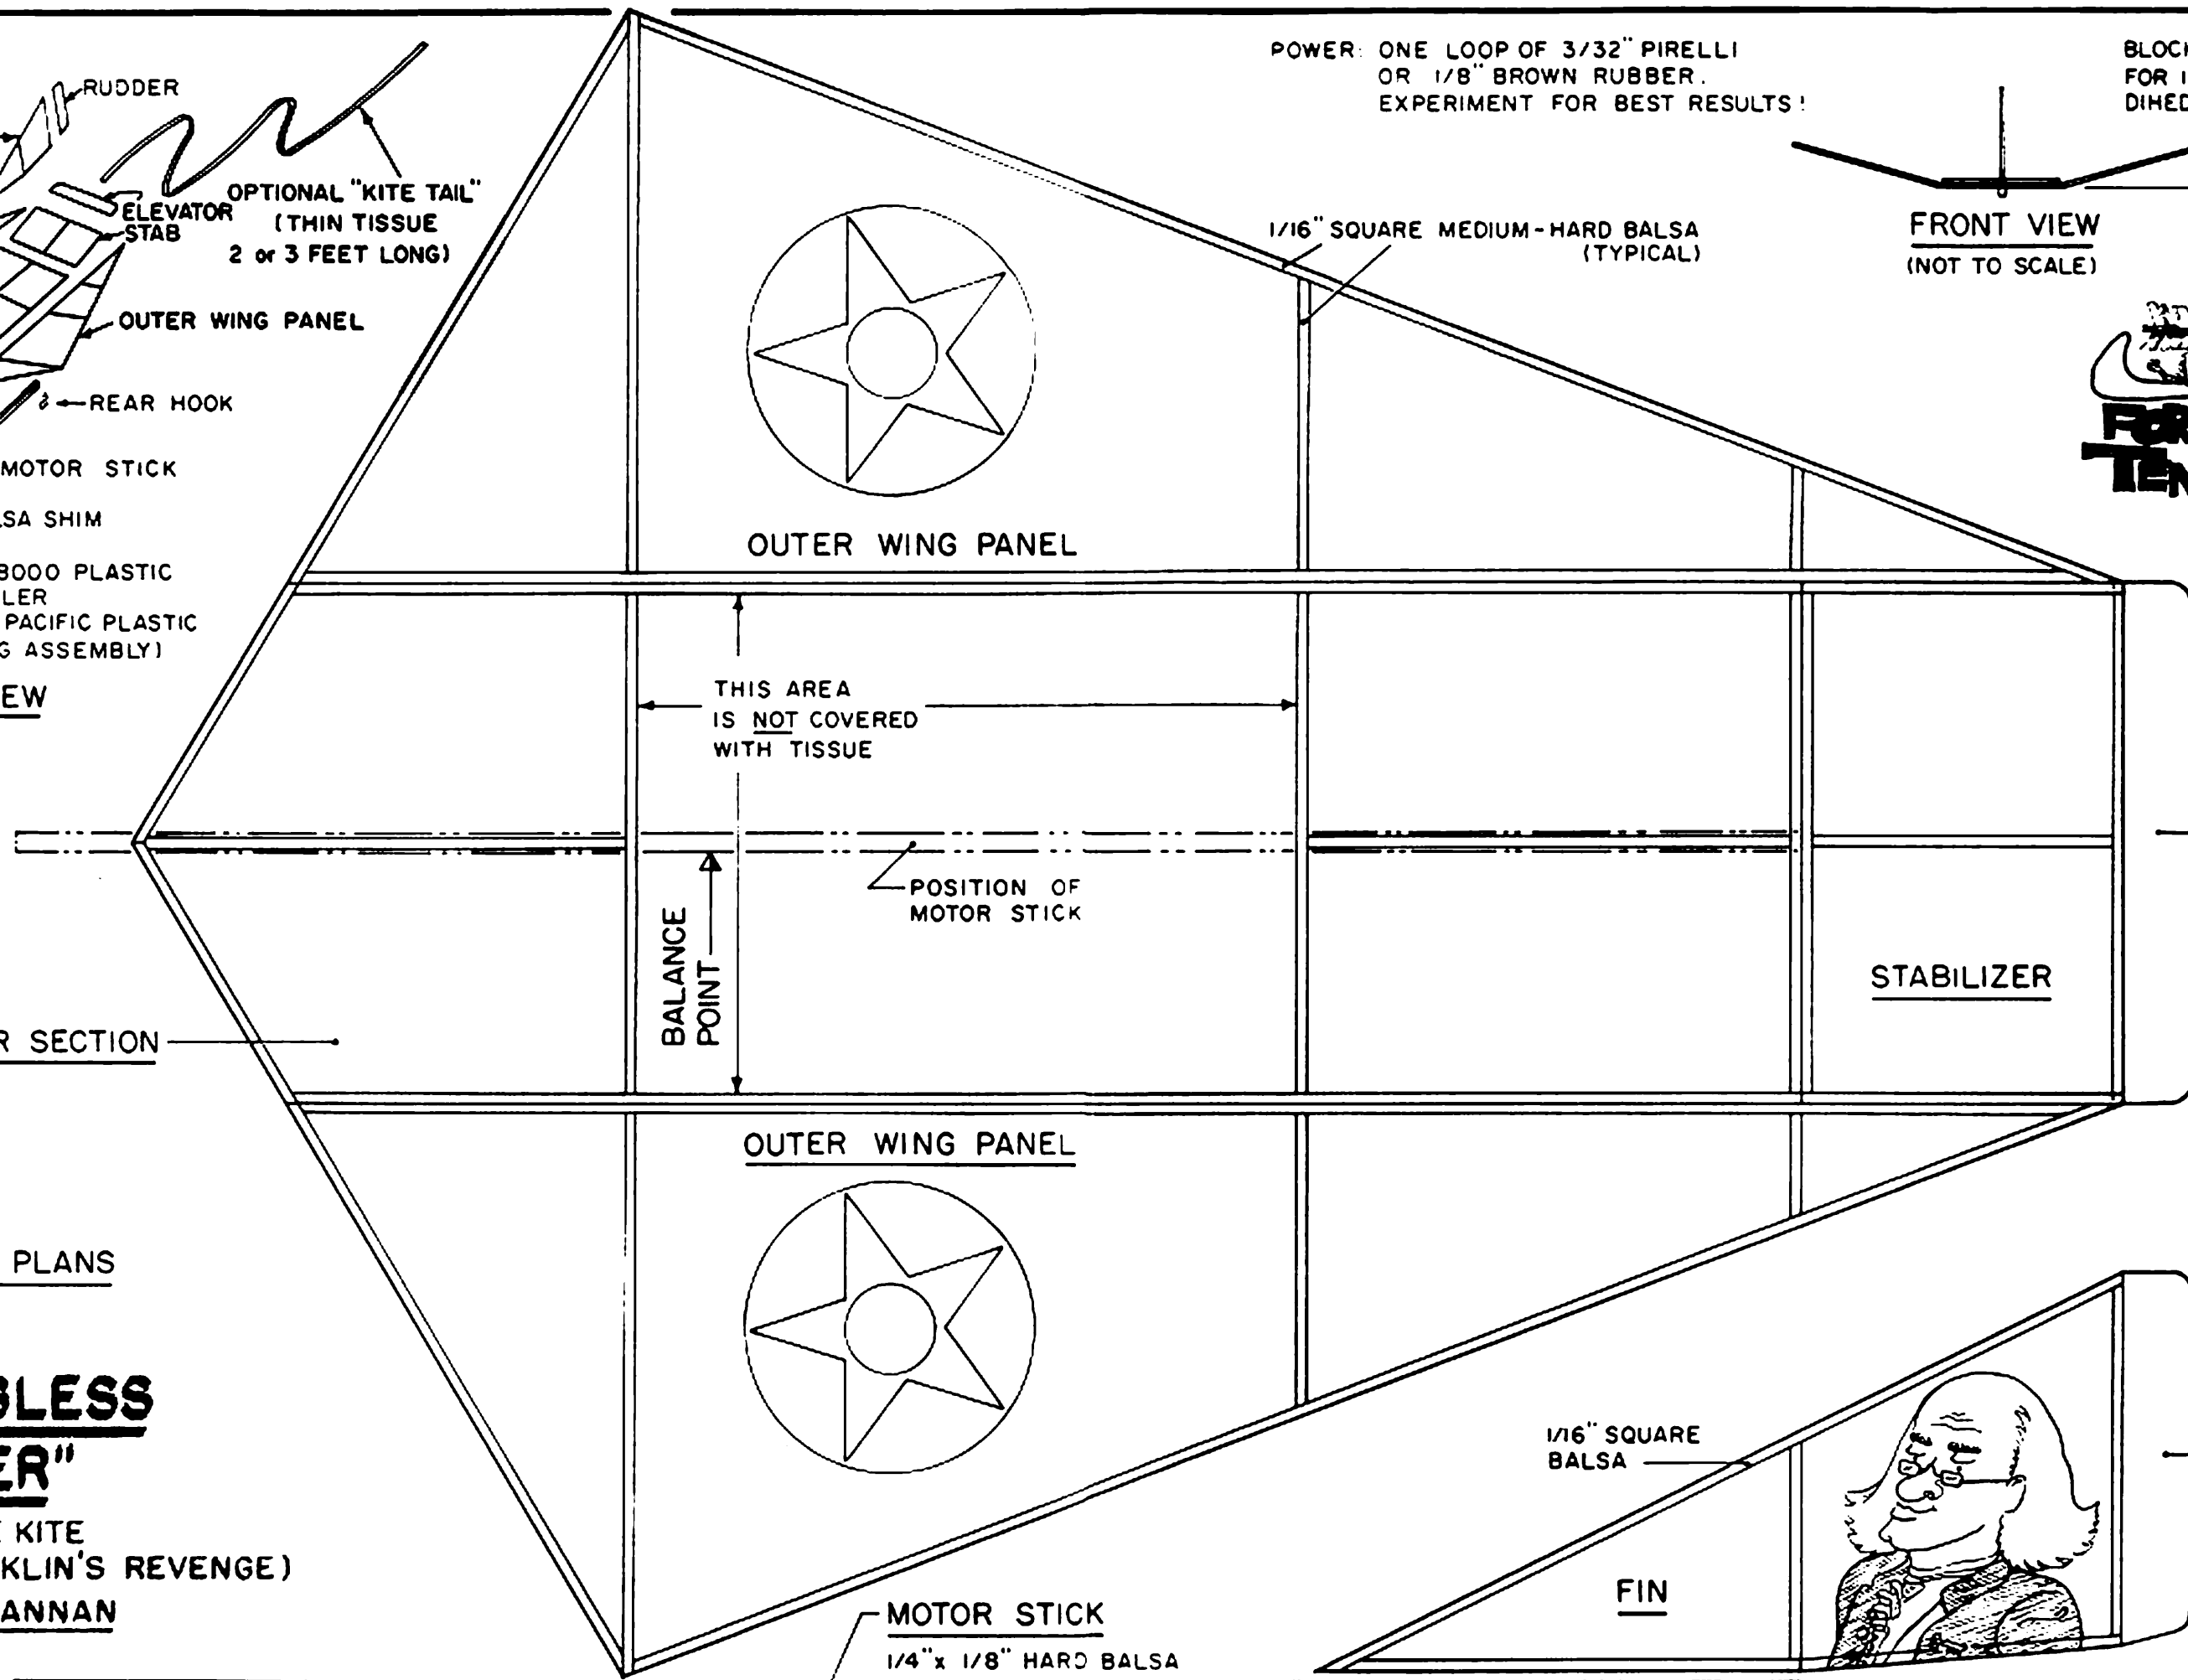 RUDDER
ELEVATOR
STAB
OPTIONAL "KITE TAIL"
(THIN TISSUE
2 or 3 FEET LONG)
OUTER WING PANEL
REAR HOOK
MOTOR STICK
SA SHIM
PLASTIC
LER
PACIFIC PLASTIC
G ASSEMBLY)
EW
R SECTION
PLANS
BLESS
ER"
KITE
KLIN'S REVENGE)
ANNAN
POWER: ONE LOOP OF 3/32" PIRELLI
OR 1/8" BROWN RUBBER.
EXPERIMENT FOR BEST RESULTS!
BLOCK
FOR 1
DIHED
1/16" SQUARE MEDIUM-HARD BALSA
(TYPICAL)
FRONT VIEW
(NOT TO SCALE)
TEN
OUTER WING PANEL
THIS AREA
IS NOT COVERED
WITH TISSUE
POSITION OF
MOTOR STICK
BALANCE
POINT
STABILIZER
OUTER WING PANEL
1/16" SQUARE
BALSA
FIN
MOTOR STICK
1/4" x 1/8" HARD BALSA